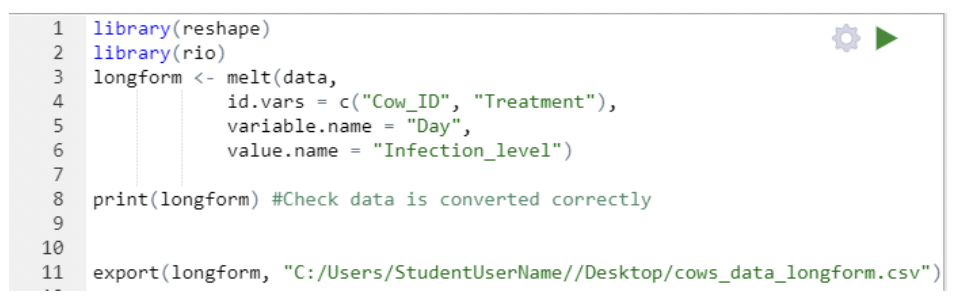 1 library(reshape)
2 library(rio)
3 longform <- melt(data,
4 id.vars = c("Cow_ID", "Treatment"),
5 variable.name = "Day",
6 value.name = "Infection_level")
7
8 print(longform) #Check data is converted correctly
9
10
11 export(longform, "C:/Users/StudentUserName//Desktop/cows_data_longform.csv")